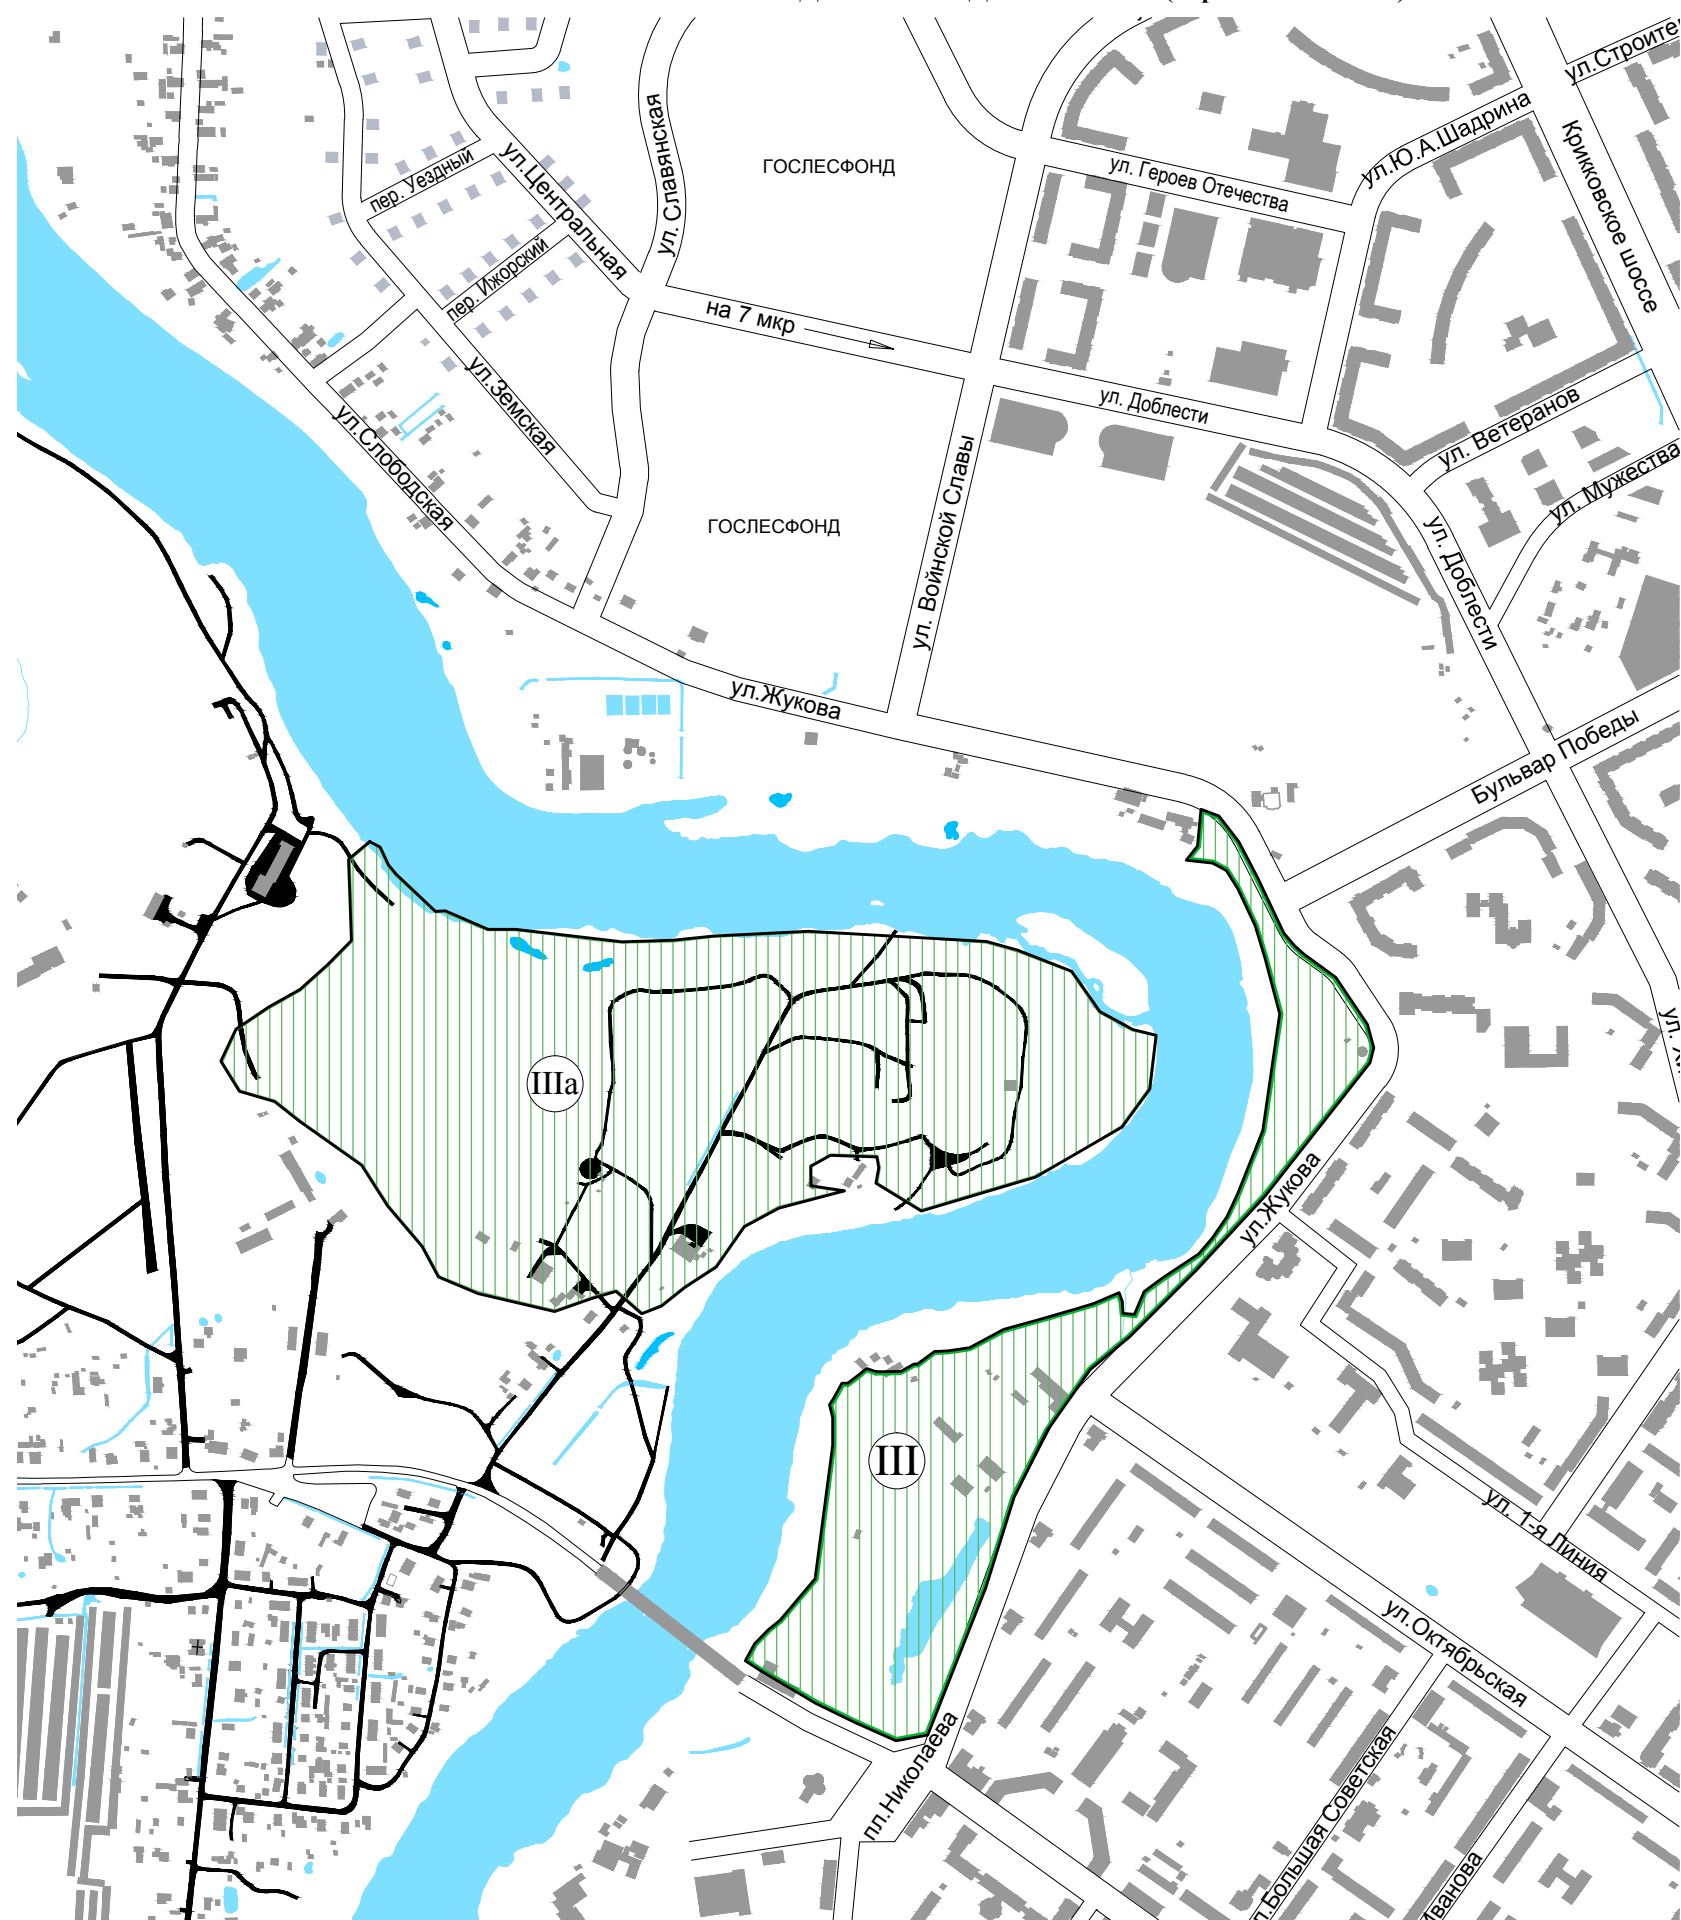 ул.Строите
ул.Славянская
ул.Ю.А.Шадрина
Крикковское шоссе
ГОСЛЕСФОНД
ул. Героев Отечества
пер. Уездный
ул.Центральная
пер. Ижорский
на 7 мкр
ул.Земская
ул. Доблести
ул. Ветеранов
ул.Слободская
ул. Мужества
ГОСЛЕСФОНД
ул. Войнской Славы
ул. Доблести
ул.Жукова
Бульвар Победы
IIIа
ул.Жукова
III
ул. 1-я Линия
ул.Октябрьская
пл.Николаева
л.Большая Советская
Иванова